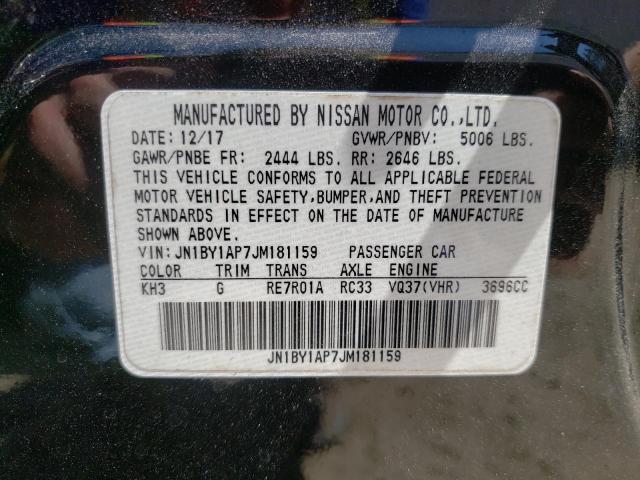 MANUFACTURED BY NISSAN MOTOR CO.,LTD.
DATE: 12/17 GVWR/PNBV: 5006 LBS.
GAWR/PNBE FR: 2444 LBS. RR: 2646 LBS.
THIS VEHICLE CONFORMS TO ALL APPLICABLE FEDERAL
MOTOR VEHICLE SAFETY,BUMPER,AND THEFT PREVENTION
STANDARDS IN EFFECT ON THE DATE OF MANUFACTURE
SHOWN ABOVE.
VIN:JN1BY1AP7JM181159 PASSENGER CAR
COLOR TRIM TRANS AXLE ENGINE
KH3 G RE7R01A RC33 VQ37(VHR) 3696CC
JN1BY1AP7JM181159